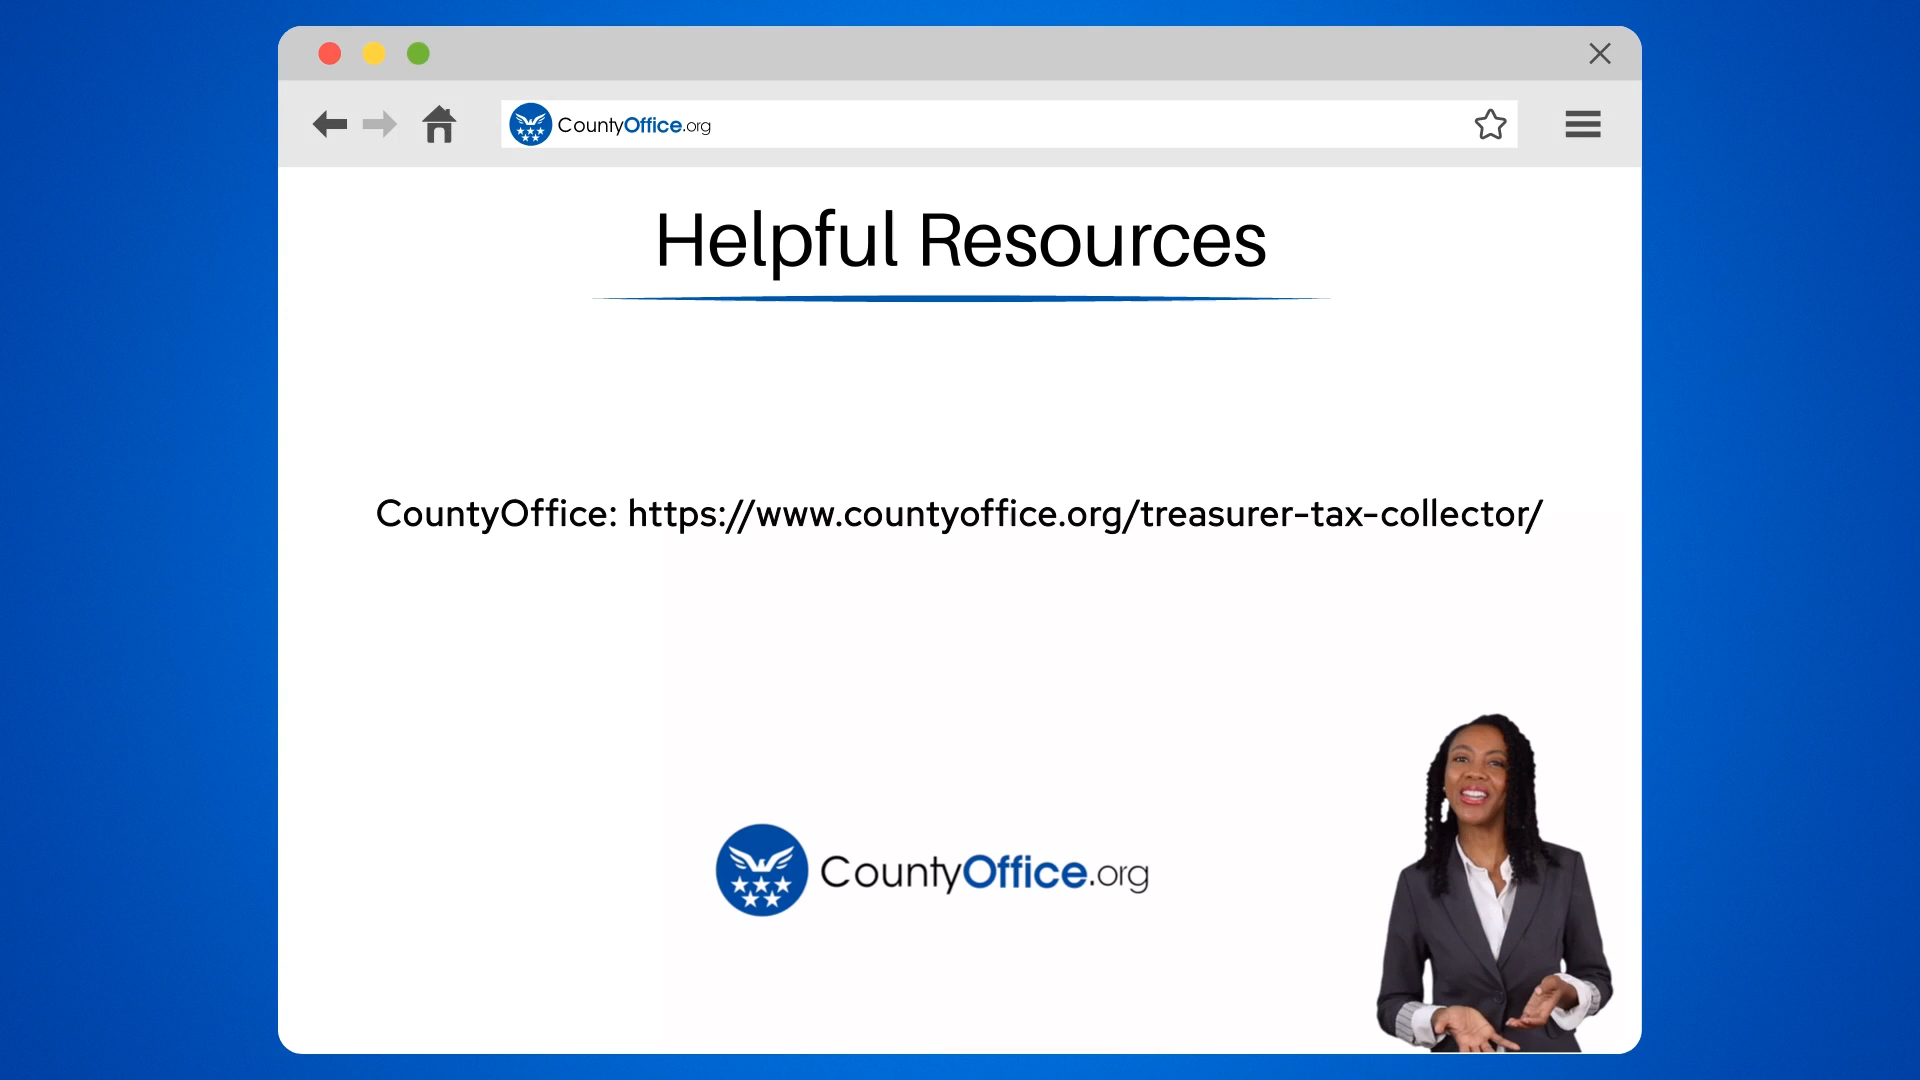 CountyOffice.org
Helpful Resources
CountyOffice: https://www.countyoffice.org/treasurer-tax-collector/
CountyOffice.org